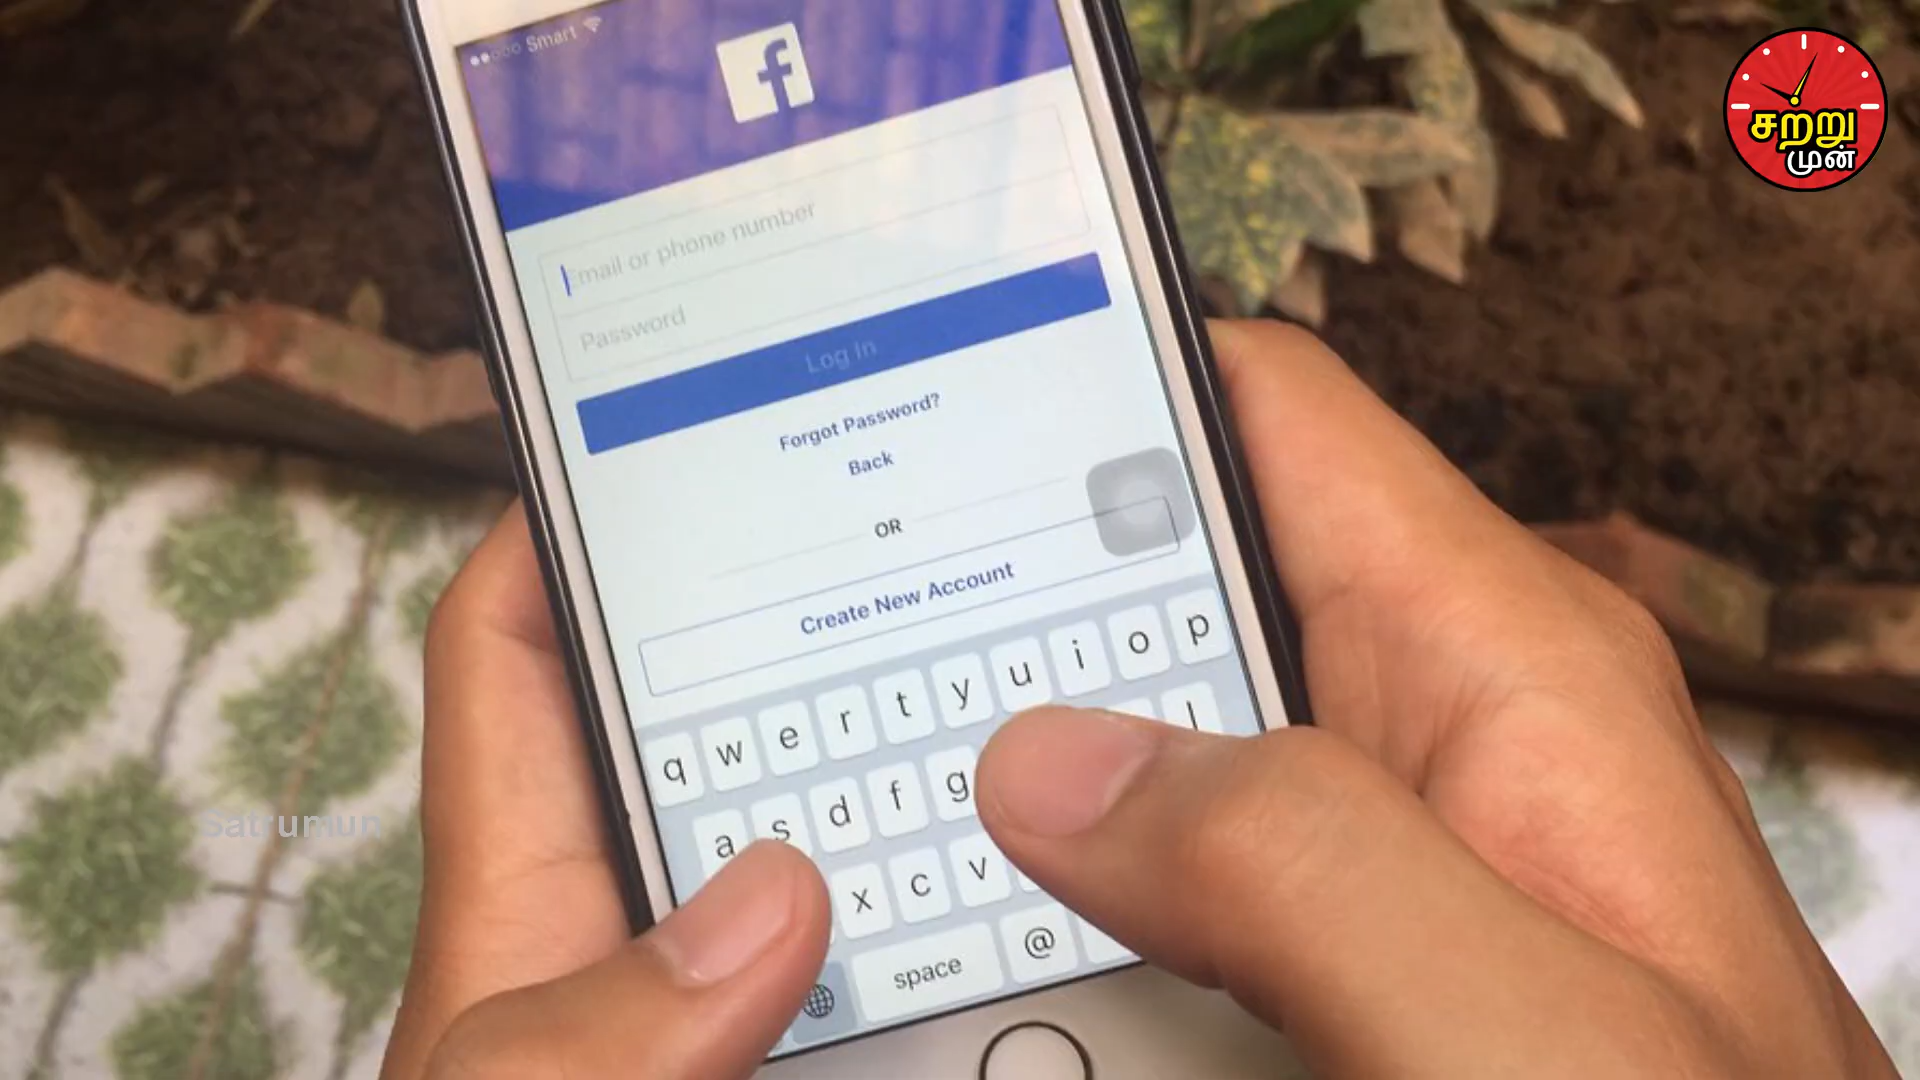 Smart
சற்று
முன்
Email or phone number
Password
Log In
Forgot Password?
Back
OR
Create New Account
q w e r t y u i o p
a s d f g l
x c v
space @
Satrumun